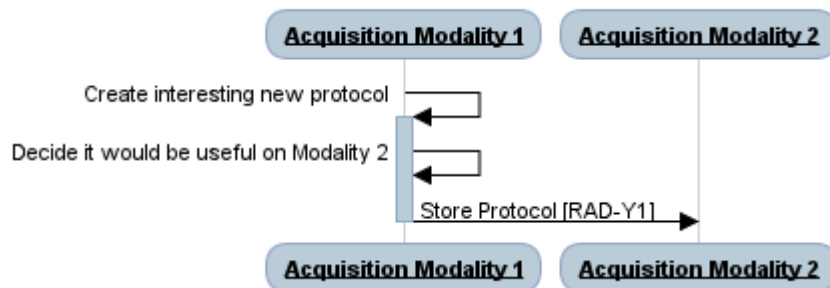 Acquisition Modality 1
Acquisition Modality 2
Create interesting new protocol
Decide it would be useful on Modality 2
Store Protocol [RAD-Y1]
Acquisition Modality 1
Acquisition Modality 2